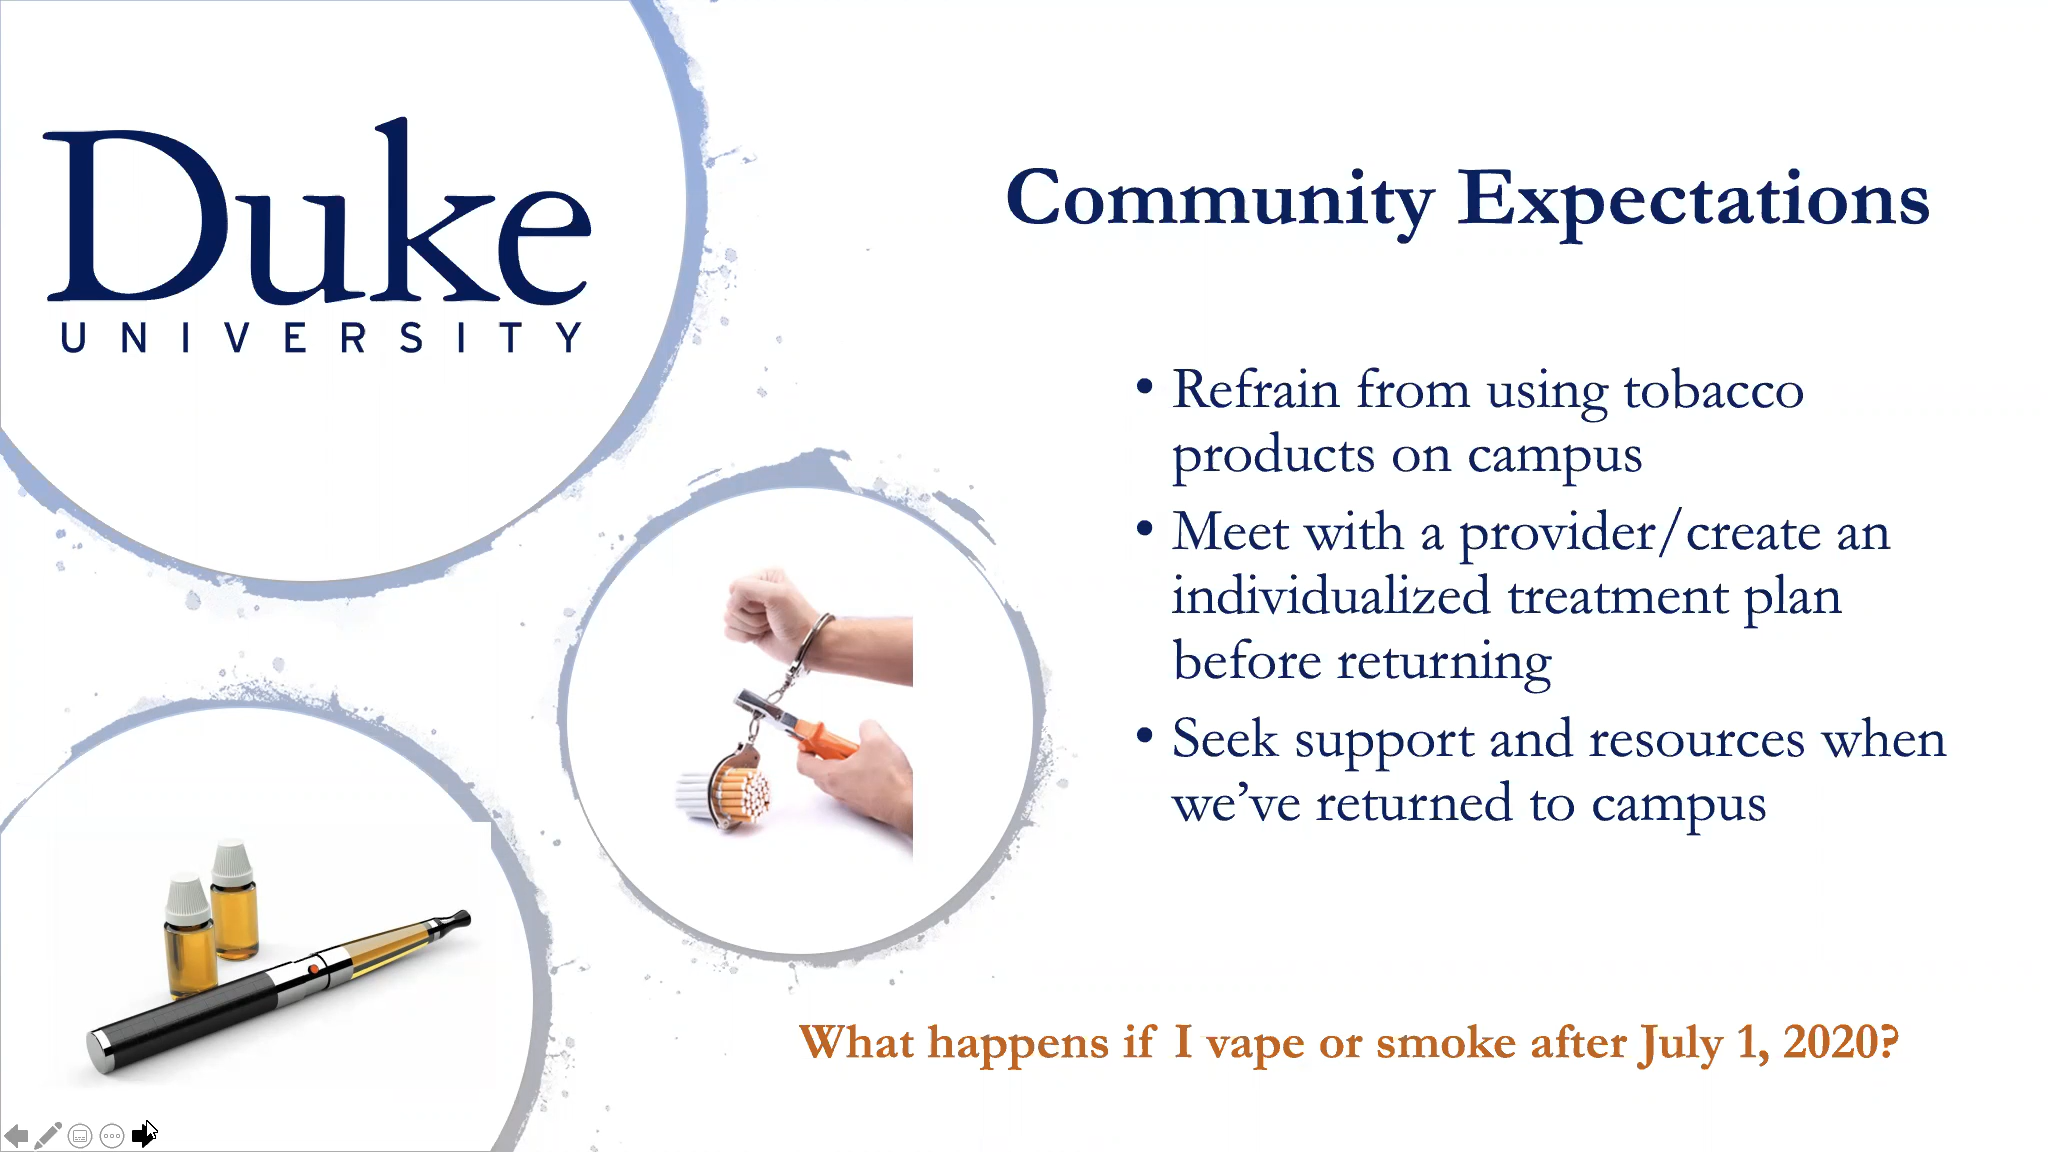 Duke
UNIVERSITY
Community Expectations
• Refrain from using tobacco
products on campus
• Meet with a provider/create an
individualized treatment plan
before returning
• Seek support and resources when
we’ve returned to campus
What happens if I vape or smoke after July 1, 2020?